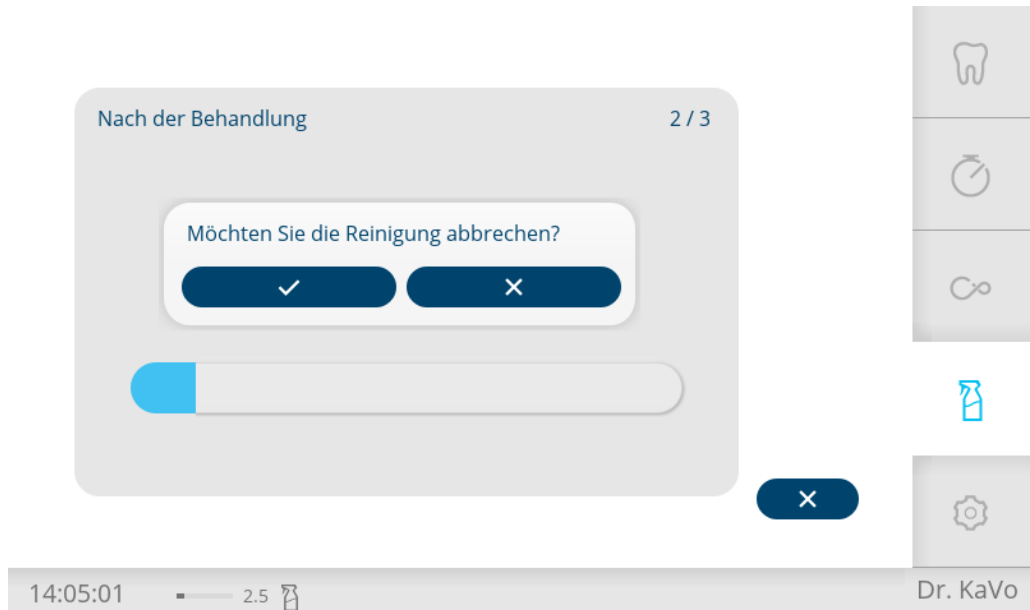 Nach der Behandlung 2 / 3
Möchten Sie die Reinigung abbrechen?
14:05:01 2.5 Dr. KaVo